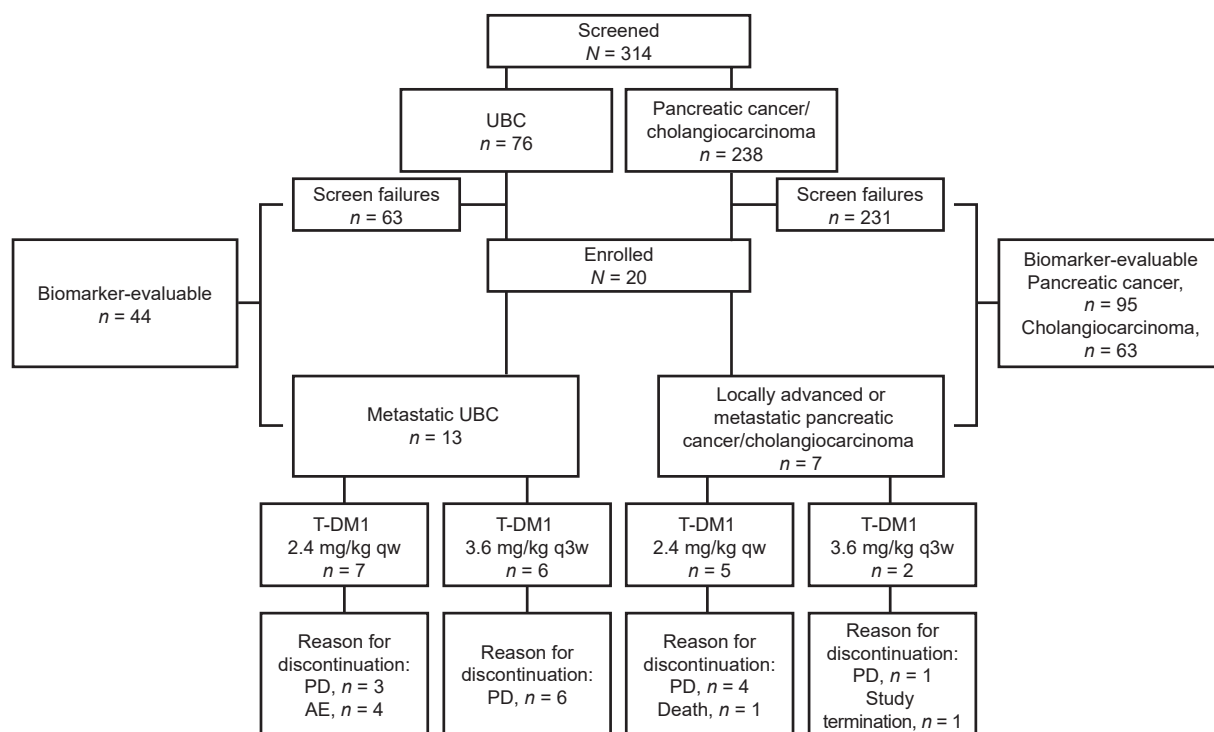 Screened
N = 314
UBC
n = 76
Pancreatic cancer/
cholangiocarcinoma
n = 238
Screen failures
n = 63
Screen failures
n = 231
Enrolled
N = 20
Biomarker-evaluable
n = 44
Biomarker-evaluable
Pancreatic cancer,
n = 95
Cholangiocarcinoma,
n = 63
Metastatic UBC
n = 13
Locally advanced or
metastatic pancreatic
cancer/cholangiocarcinoma
n = 7
T-DM1
2.4 mg/kg qw
n = 7
T-DM1
3.6 mg/kg q3w
n = 6
T-DM1
2.4 mg/kg qw
n = 5
T-DM1
3.6 mg/kg q3w
n = 2
Reason for
discontinuation:
PD, n = 3
AE, n = 4
Reason for
discontinuation:
PD, n = 6
Reason for
discontinuation:
PD, n = 4
Death, n = 1
Reason for
discontinuation:
PD, n = 1
Study
termination, n = 1